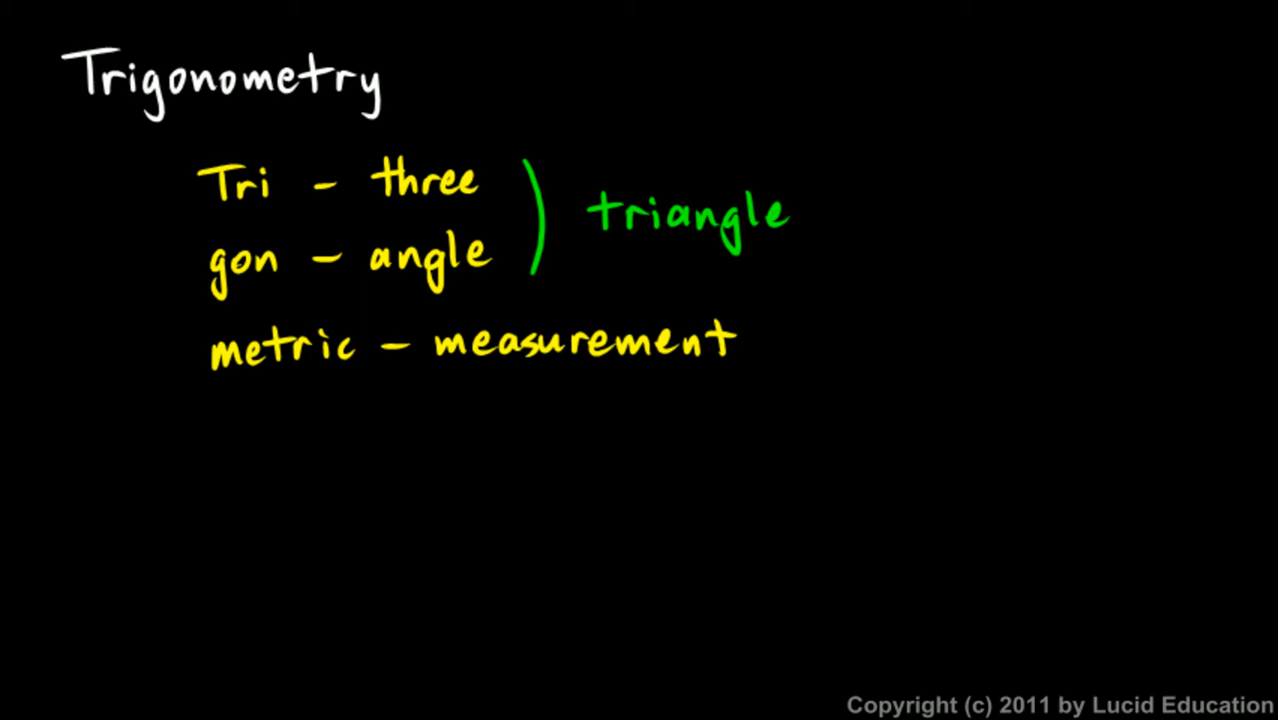 Trigonometry
Tri - three
gon - angle
triangle
metric - measurement
Copyright (c) 2011 by Lucid Education